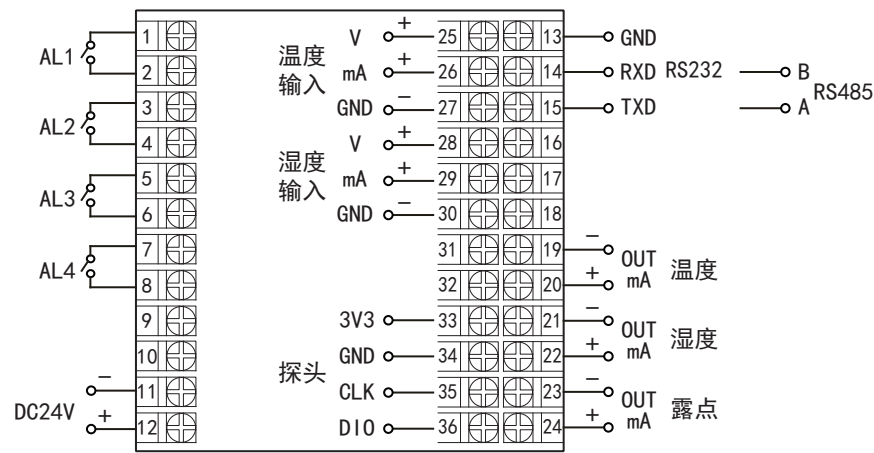 AL1
1
2
AL2
3
4
AL3
5
6
AL4
7
8
9
10
DC24V
− 11
+ 12
温度
输入
V + 25
mA + 26
GND − 27
湿度
输入
V + 28
mA + 29
GND − 30
31
32
探头
3V3 33
GND 34
CLK 35
DIO 36
13 GND
14 RXD RS232 B
15 TXD A
RS485
16
17
18
19 −
20 +
OUT
mA
温度
21 −
22 +
OUT
mA
湿度
23 −
24 +
OUT
mA
露点